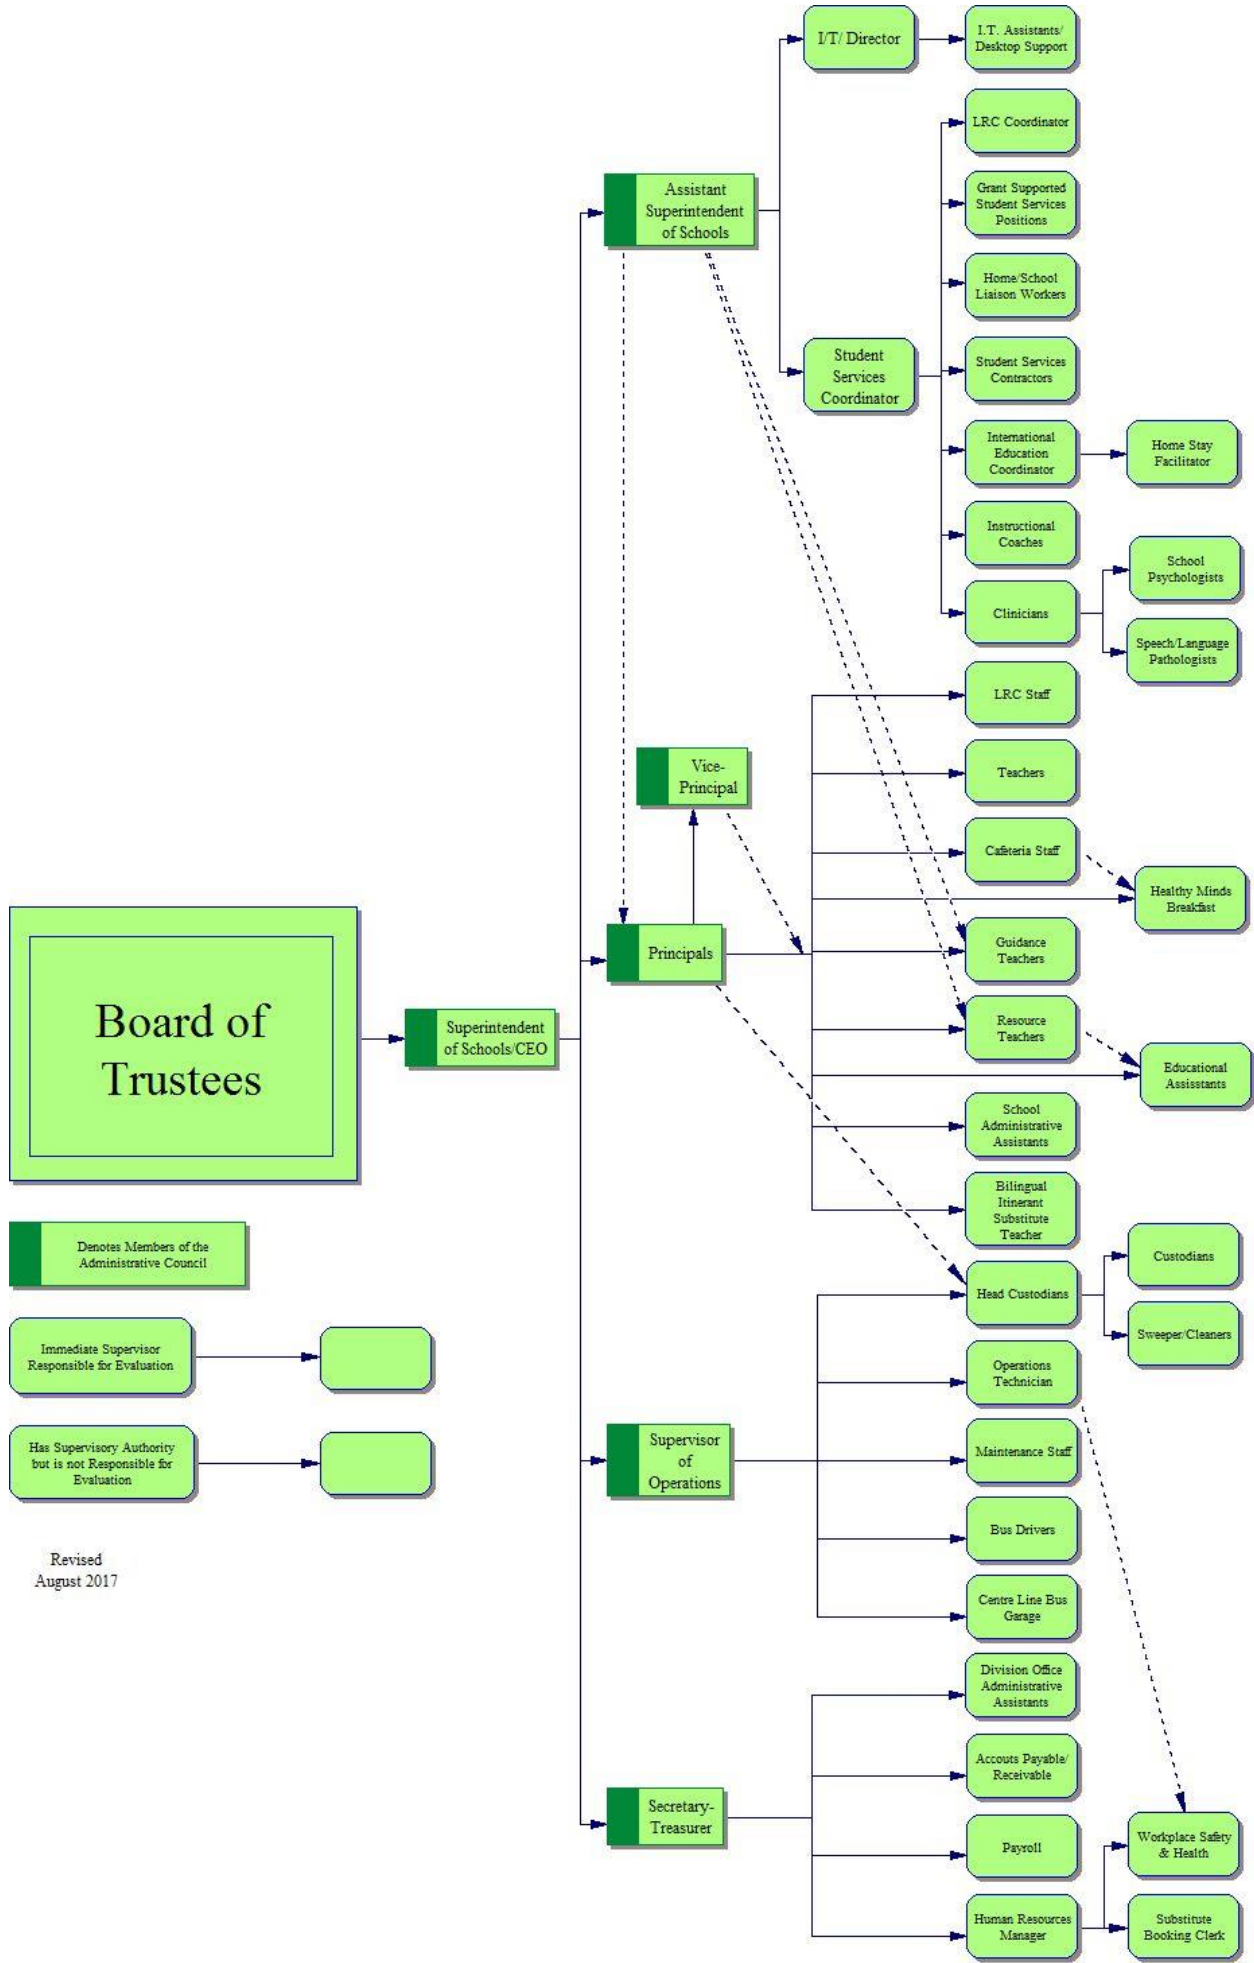 I/T/ Director
I.T. Assistants/
Desktop Support
LRC Coordinator
Assistant
Superintendent
of Schools
Grant Supported
Student Services
Positions
Home/School
Liaison Workers
Student
Services
Coordinator
Student Services
Contractors
International
Education
Coordinator
Home Stay
Facilitator
Instructional
Coaches
School
Psychologists
Clinicians
Speech/Language
Pathologists
LRC Staff
Vice-
Principal
Teachers
Cafeteria Staff
Healthy Minds
Breakfast
Principals
Guidance
Teachers
Board of
Trustees
Superintendent
of Schools/CEO
Resource
Teachers
Educational
Assisstants
School
Administrative
Assistants
Bilingual
Itinerant
Substitute
Teacher
Denotes Members of the
Administrative Council
Custodians
Head Custodians
Sweeper/Cleaners
Immediate Supervisor
Responsible for Evaluation
Operations
Technician
Has Supervisory Authority
but is not Responsible for
Evaluation
Supervisor
of
Operations
Maintenance Staff
Bus Drivers
Revised
August 2017
Centre Line Bus
Garage
Division Office
Administrative
Assistants
Accouts Payable/
Receivable
Secretary-
Treasurer
Payroll
Workplace Safety
& Health
Human Resources
Manager
Substitute
Booking Clerk